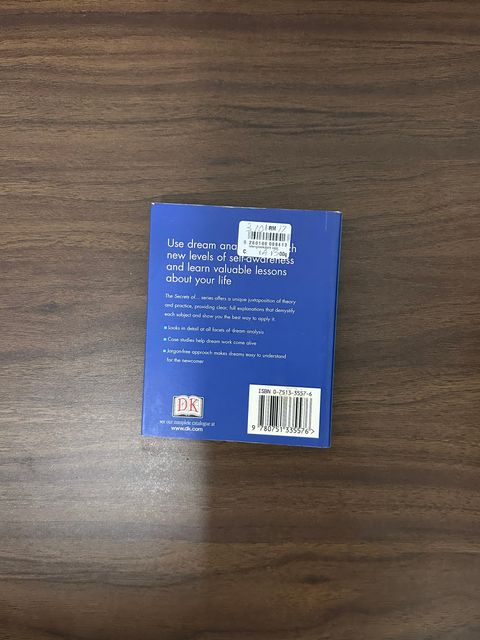 Use dream ch
new levels of self-awareness
and learn valuable lessons
about your life
The Secrets of... series offers a unique juxtaposition of theory
and practice, providing clear, full explanations that demystify
each subject and show you the best way to apply it.
Looks in detail at all facets of dream analysis
Case studies help dream work come alive
Jargon-free approach makes dreams easy to understand
for the newcomer
DK
see our complete catalogue at
www.dk.com
ISBN 0-7513-3557-6
9 780751 335576 >